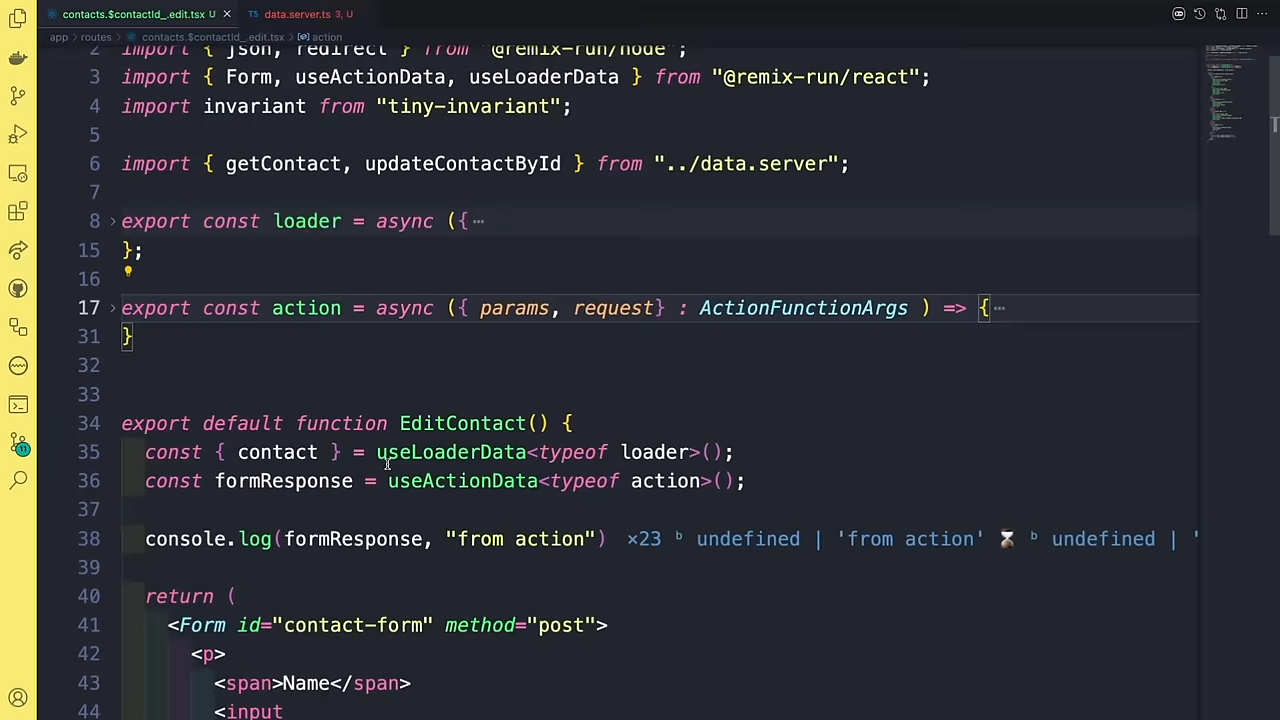 contacts.$contactId_.edit.tsx U
data.server.ts 3, U
app › routes › contacts.$contactId_.edit.tsx › action
2 import { json, redirect } from "@remix-run/node";
3 import { Form, useActionData, useLoaderData } from "@remix-run/react";
4 import invariant from "tiny-invariant";
5
6 import { getContact, updateContactById } from "../data.server";
7
8 export const loader = async ({ ⋯
15 };
16
17 export const action = async ({ params, request} : ActionFunctionArgs ) => { ⋯
31 }
32
33
34 export default function EditContact() {
35 const { contact } = useLoaderData<typeof loader>();
36 const formResponse = useActionData<typeof action>();
37
38 console.log(formResponse, "from action") ×23 ᵇ undefined | 'from action' ⌛ ᵇ undefined | '
39
40 return (
41 <Form id="contact-form" method="post">
42 <p>
43 <span>Name</span>
44 <input
11